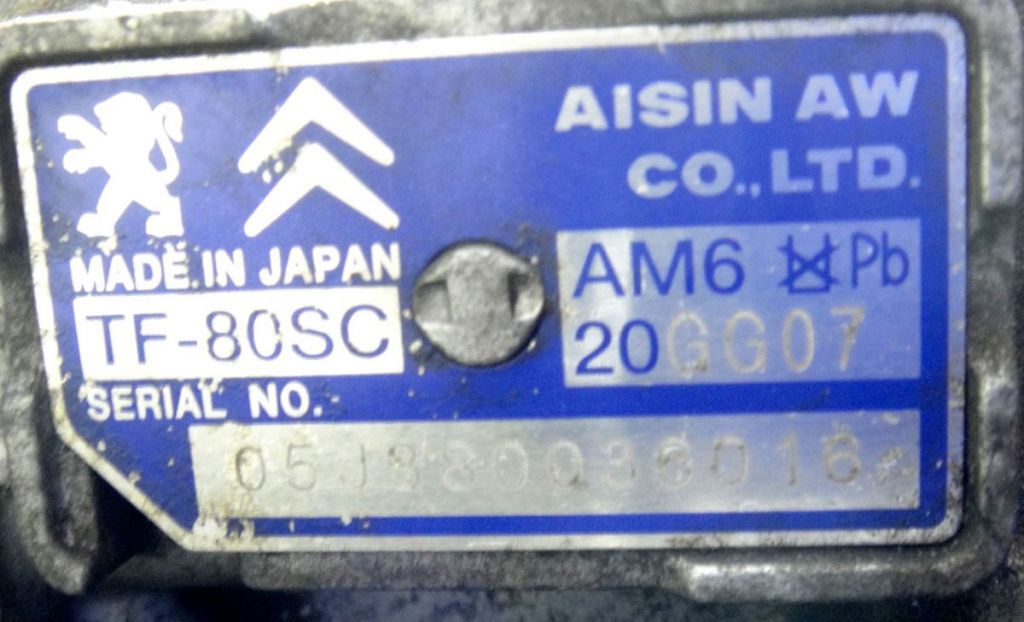 AISIN AW
CO., LTD.
MADE IN JAPAN
TF-80SC
AM6 Pb
20GG07
SERIAL NO.